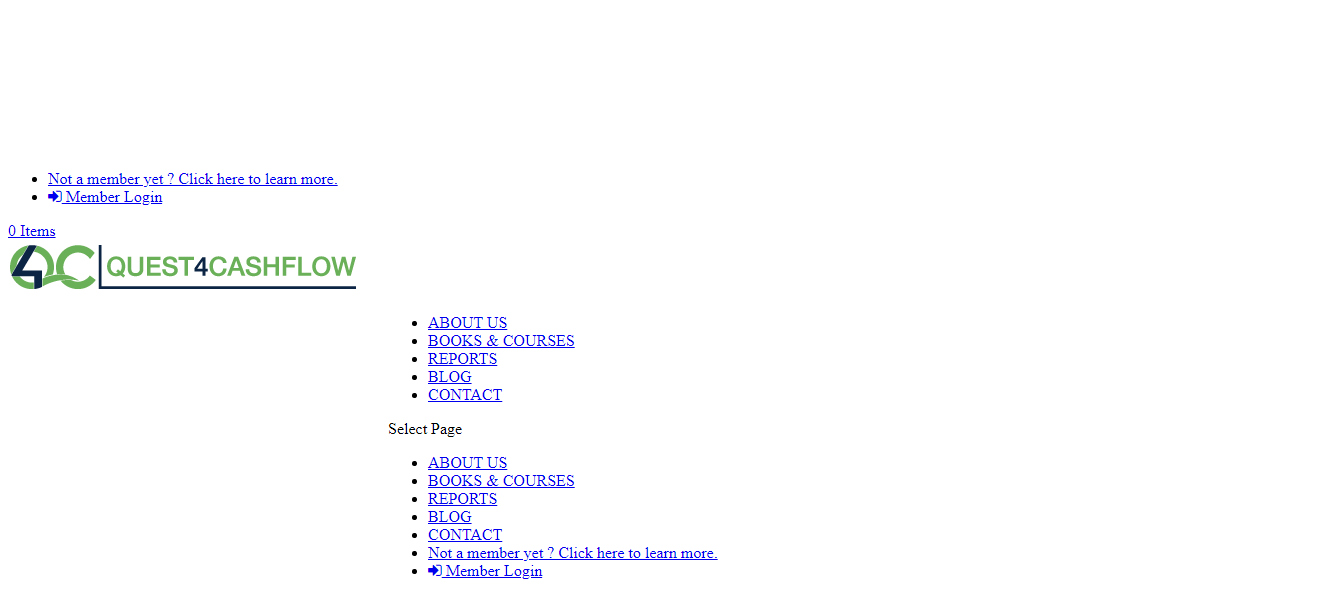 Not a member yet ? Click here to learn more.
Member Login
0 Items
4QC QUEST4CASHFLOW
ABOUT US
BOOKS & COURSES
REPORTS
BLOG
CONTACT
Select Page
ABOUT US
BOOKS & COURSES
REPORTS
BLOG
CONTACT
Not a member yet ? Click here to learn more.
Member Login